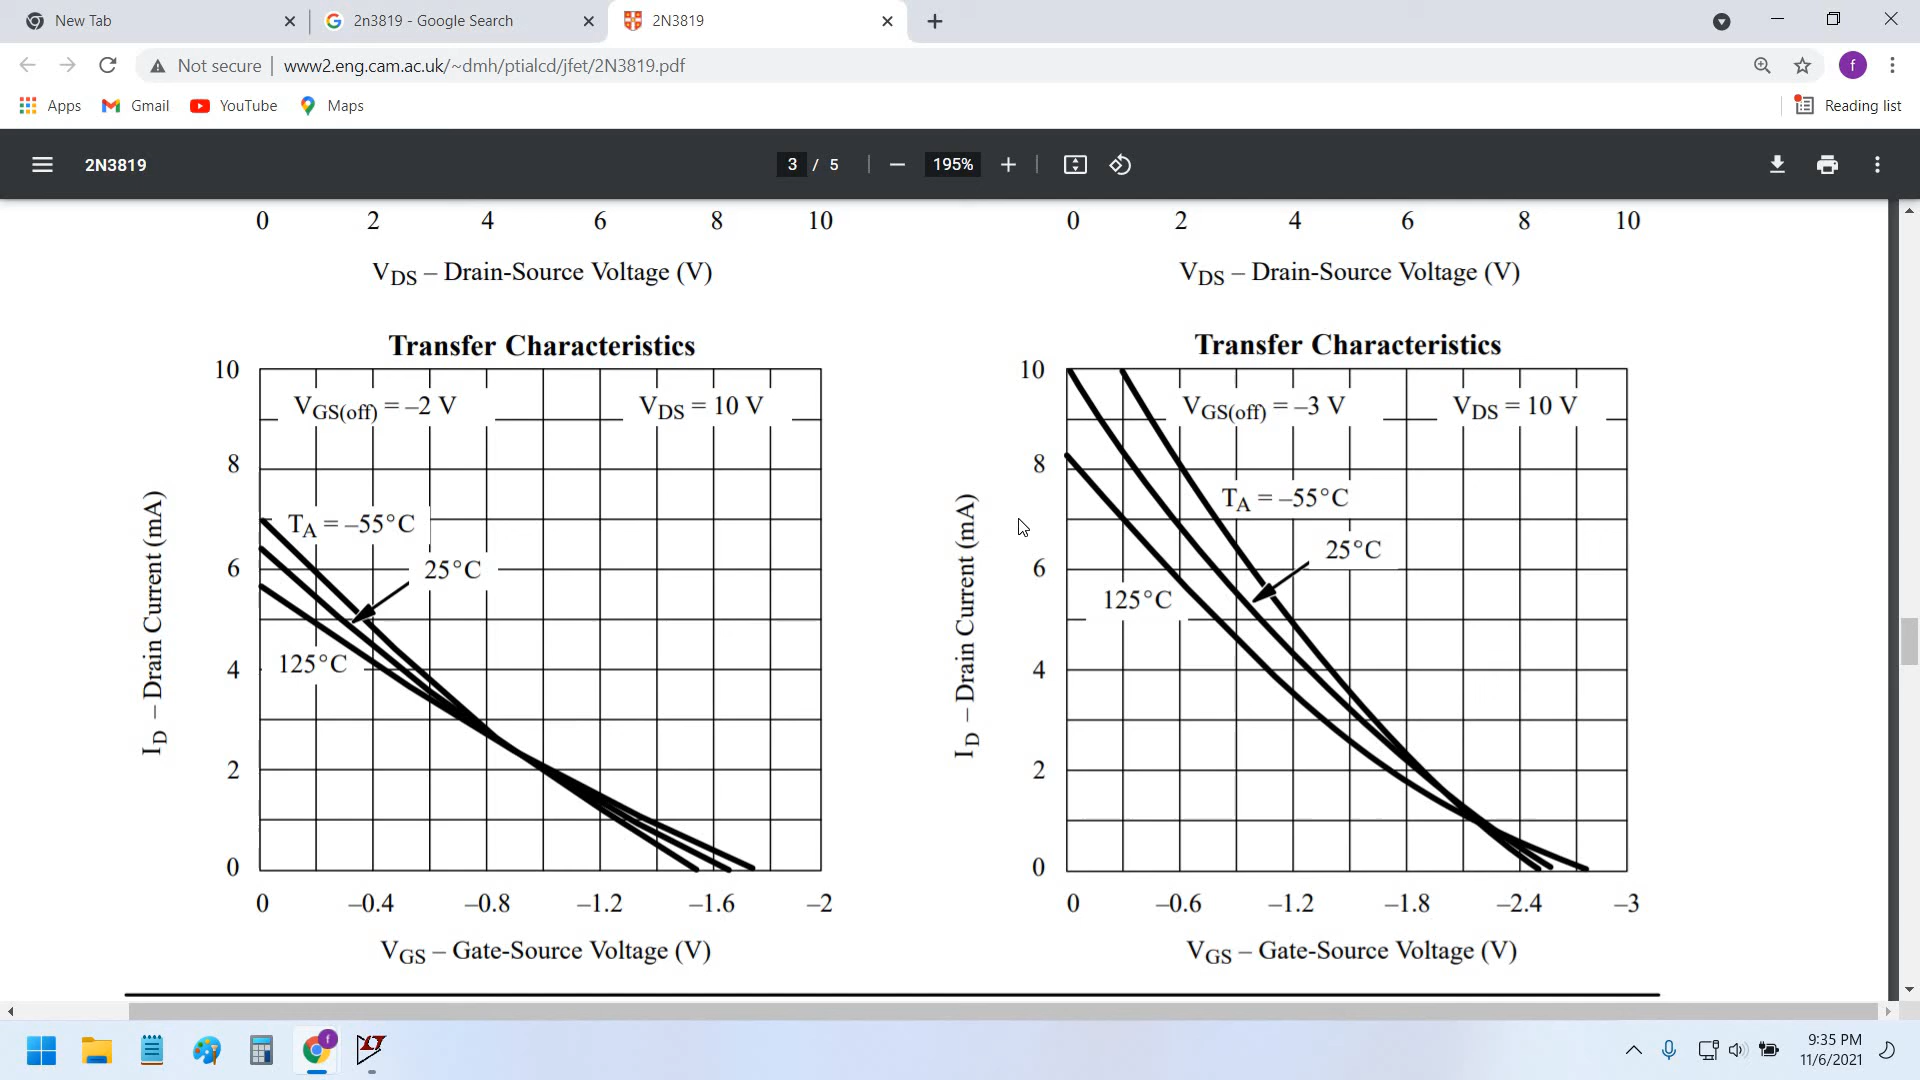 New Tab
2n3819 - Google Search
2N3819
Not secure
www2.eng.cam.ac.uk/~dmh/ptialcd/jfet/2N3819.pdf
f
Apps
Gmail
YouTube
Maps
Reading list
2N3819
3 / 5
195%
0 2 4 6 8 10
VDS – Drain-Source Voltage (V)
0 2 4 6 8 10
VDS – Drain-Source Voltage (V)
Transfer Characteristics
10
8
6
4
2
0
ID – Drain Current (mA)
VGS(off) = –2 V
VDS = 10 V
TA = –55°C
25°C
125°C
0 –0.4 –0.8 –1.2 –1.6 –2
VGS – Gate-Source Voltage (V)
Transfer Characteristics
10
8
6
4
2
0
ID – Drain Current (mA)
VGS(off) = –3 V
VDS = 10 V
TA = –55°C
25°C
125°C
0 –0.6 –1.2 –1.8 –2.4 –3
VGS – Gate-Source Voltage (V)
f
LT
9:35 PM
11/6/2021